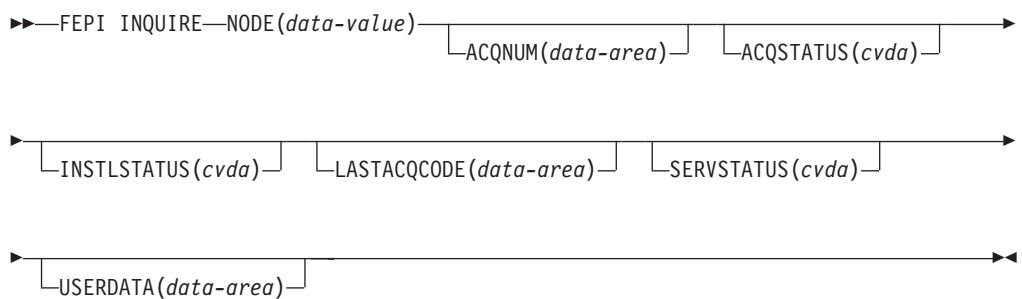 FEPI INQUIRE NODE(data-value)
ACQNUM(data-area) ACQSTATUS(cvda)
INSTLSTATUS(cvda) LASTACQCODE(data-area) SERVSTATUS(cvda)
USERDATA(data-area)